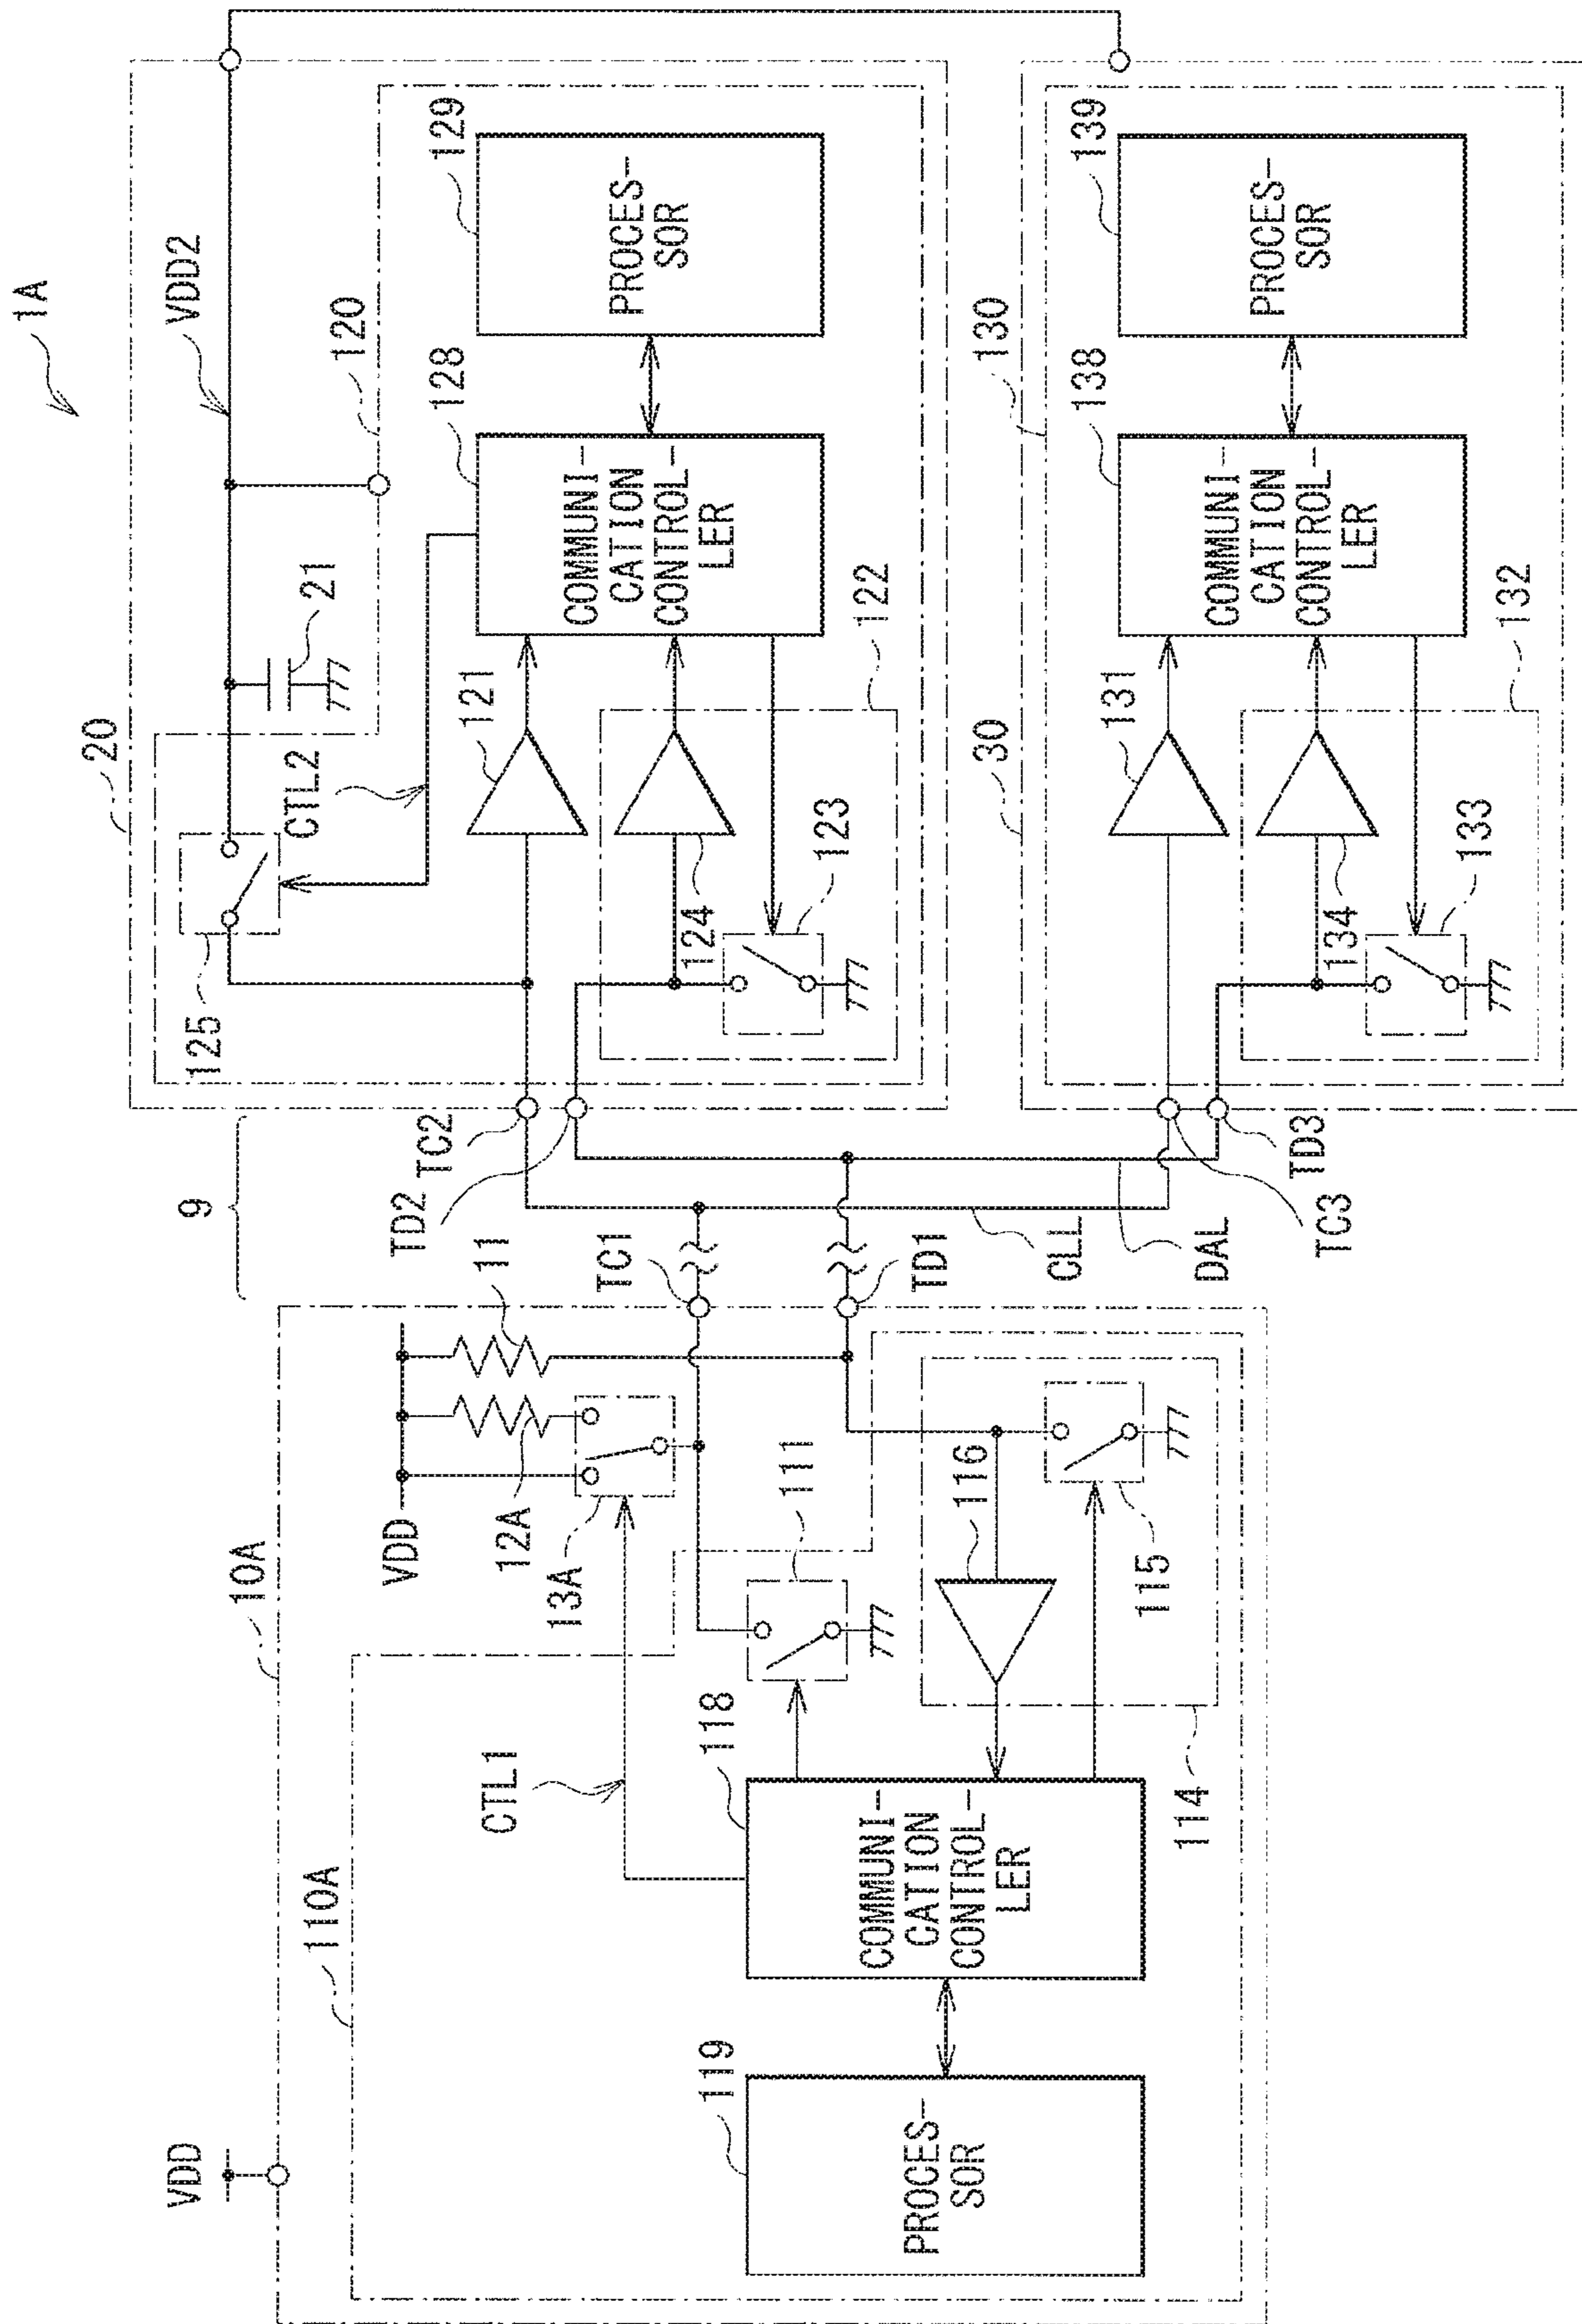 1A
VDD
10A
110A
119
PROCES-
SOR
118
COMMUNI-
CATION
CONTROL-
LER
CTL1
VDD
12A
13A
11
111
116
115
114
TC1
TD1
9
TD2
TC2
CLL
DAL
TC3
TD3
20
125
CTL2
21
VDD2
120
121
124
123
122
128
COMMUNI-
CATION
CONTROL-
LER
129
PROCES-
SOR
30
130
131
134
133
132
138
COMMUNI-
CATION
CONTROL-
LER
139
PROCES-
SOR